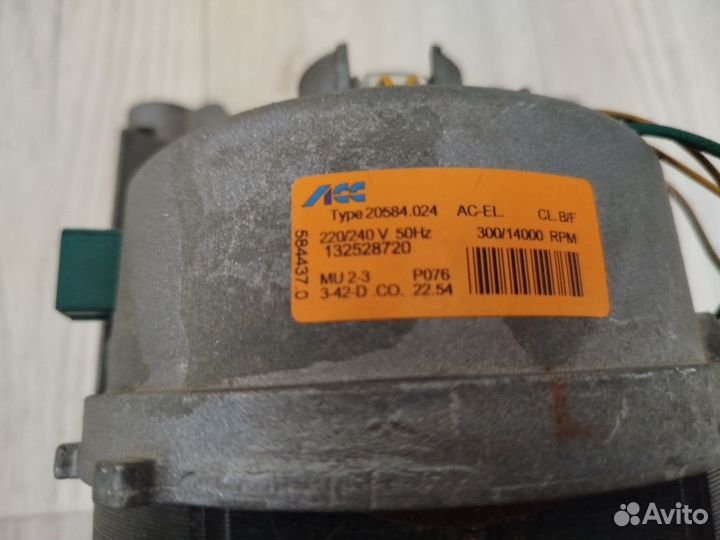 ACC
Type 20584.024 AC-EL. CL.B/F
220/240 V 50Hz 300/14000 RPM
132528720
MU 2-3 P076
3-42-D .CO. 22.54
584437.0
Avito